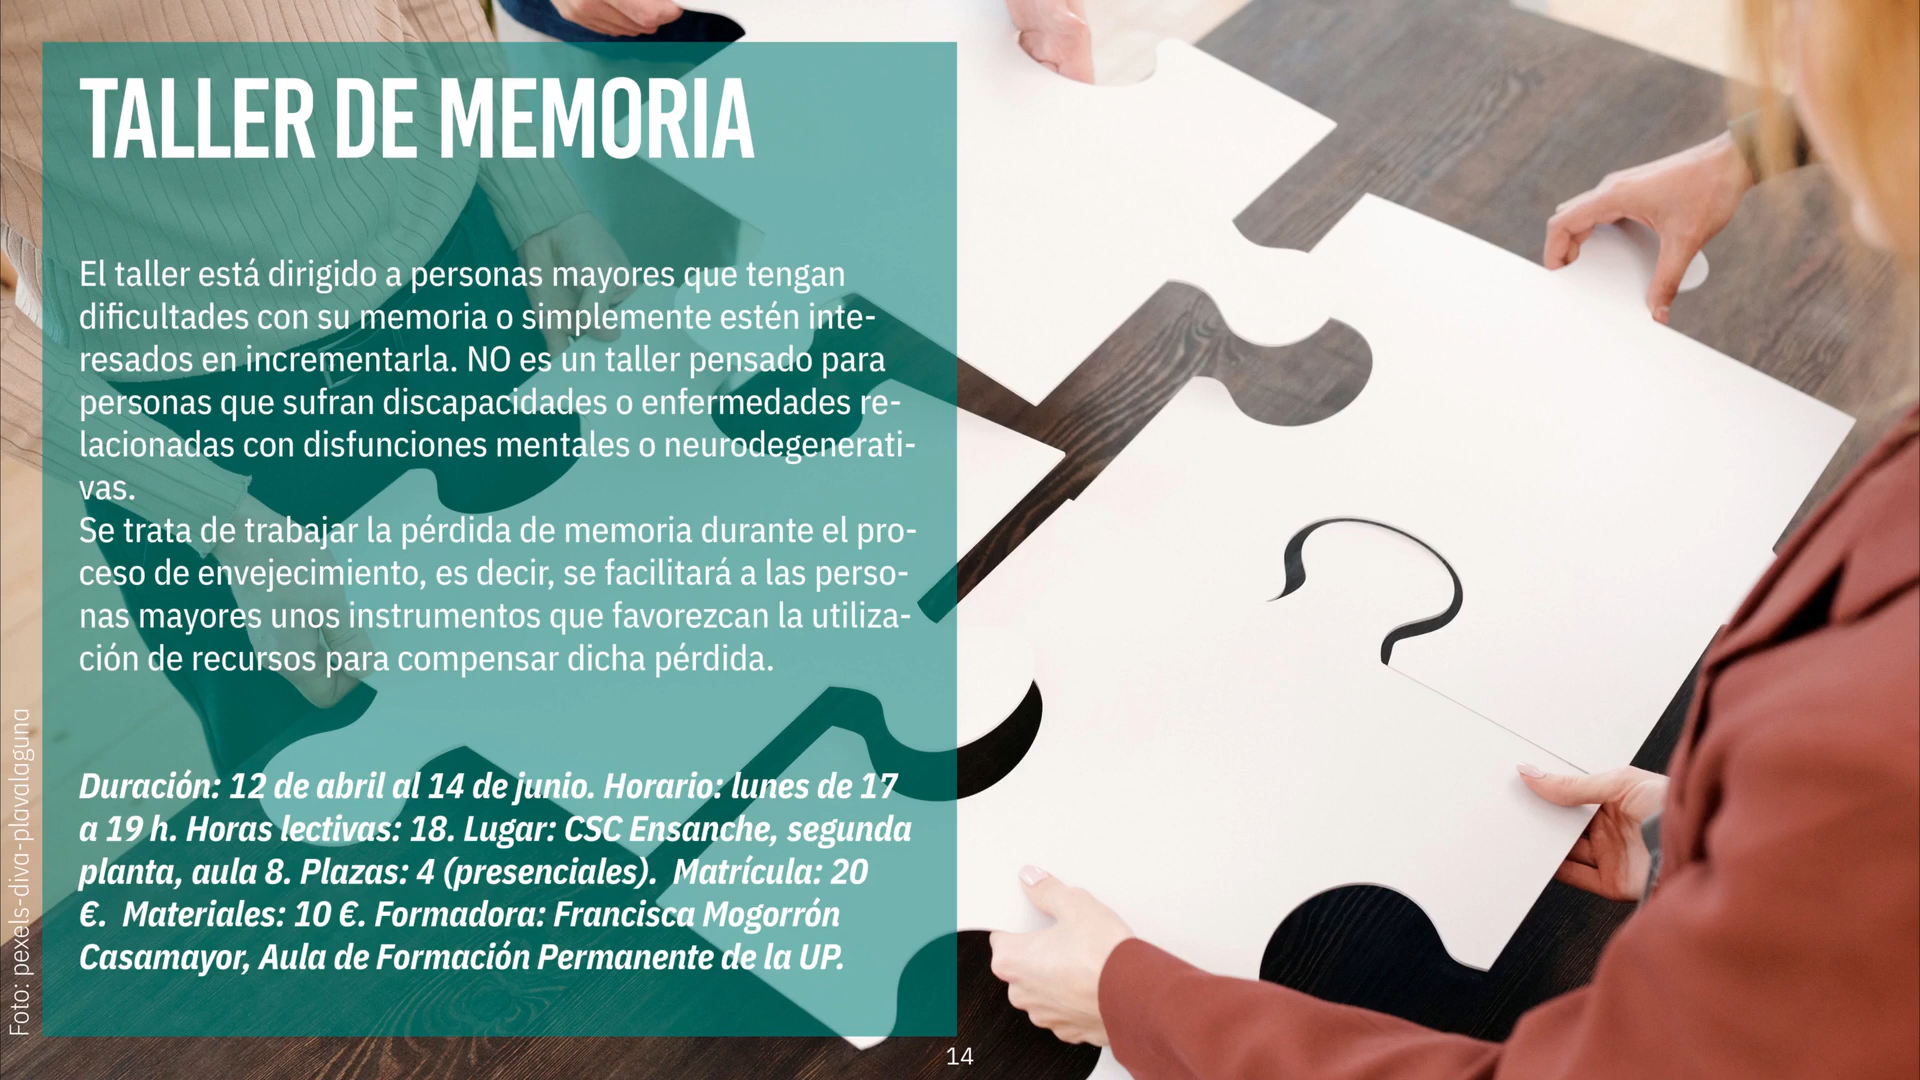 TALLER DE MEMORIA
El taller está dirigido a personas mayores que tengan
dificultades con su memoria o simplemente estén inte-
resados en incrementarla. NO es un taller pensado para
personas que sufran discapacidades o enfermedades re-
lacionadas con disfunciones mentales o neurodegenerati-
vas.
Se trata de trabajar la pérdida de memoria durante el pro-
ceso de envejecimiento, es decir, se facilitará a las perso-
nas mayores unos instrumentos que favorezcan la utiliza-
ción de recursos para compensar dicha pérdida.
Duración: 12 de abril al 14 de junio. Horario: lunes de 17
a 19 h. Horas lectivas: 18. Lugar: CSC Ensanche, segunda
planta, aula 8. Plazas: 4 (presenciales).  Matrícula: 20
€.  Materiales: 10 €. Formadora: Francisca Mogorrón
Casamayor, Aula de Formación Permanente de la UP.
Foto: pexels-diva-plavalaguna
14